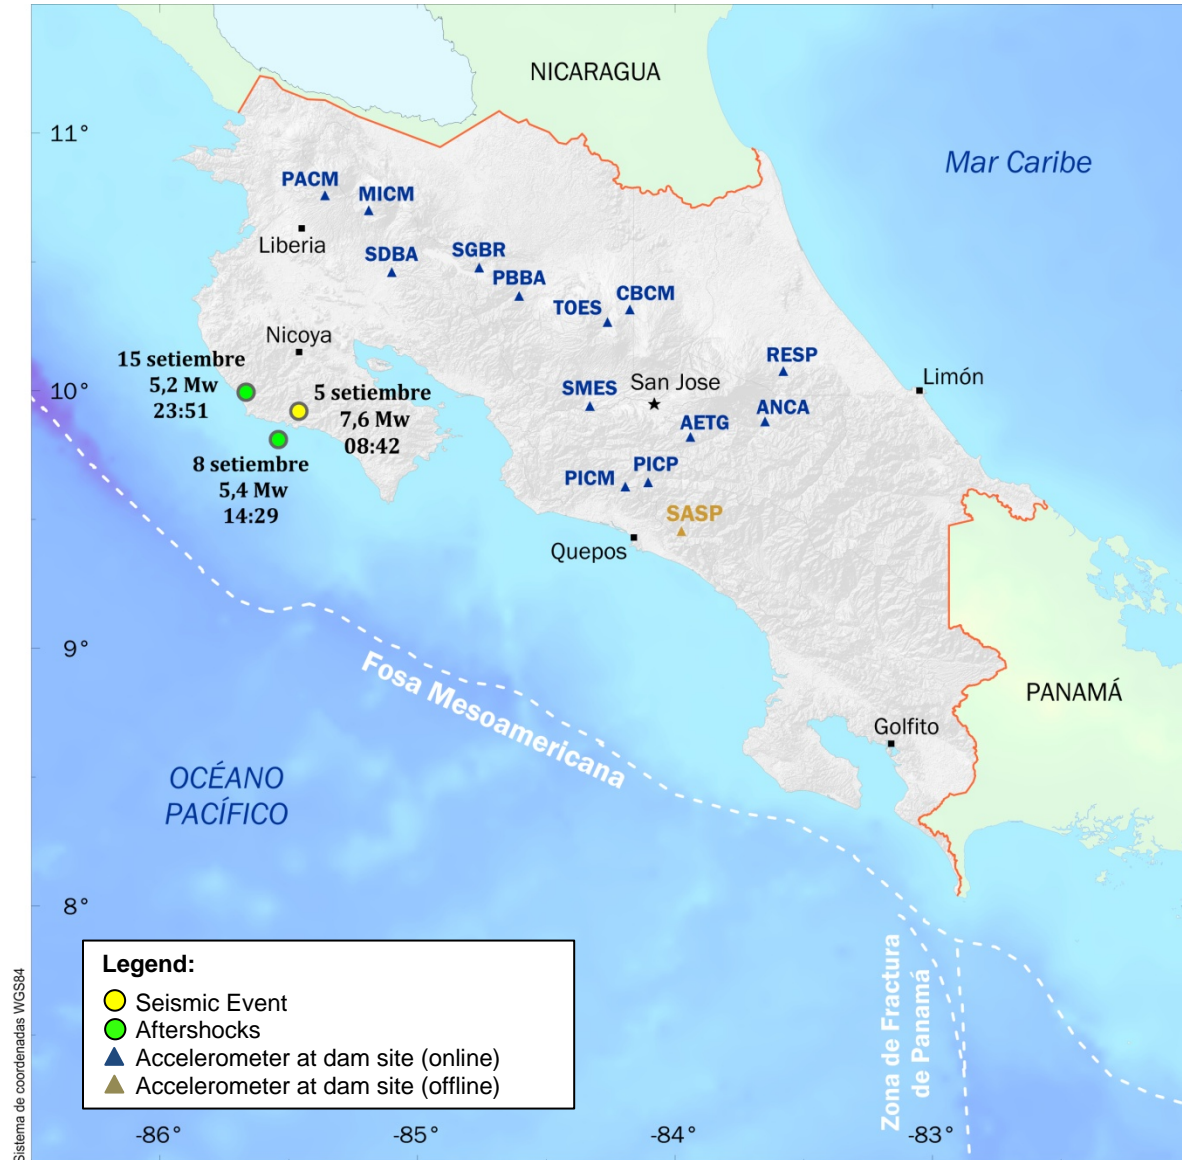 NICARAGUA
11°
Mar Caribe
PACM
MICM
Liberia
SDBA
SGBR
PBBA
TOES
CBCM
Nicoya
RESP
15 setiembre
5,2 Mw
23:51
10°
5 setiembre
7,6 Mw
08:42
SMES
San Jose
Limón
ANCA
AETG
8 setiembre
5,4 Mw
14:29
PICM
PICP
SASP
Quepos
9°
Fosa Mesoamericana
PANAMÁ
Golfito
OCÉANO
PACÍFICO
8°
Zona de Fractura
de Panamá
Legend:
Seismic Event
Aftershocks
Accelerometer at dam site (online)
Accelerometer at dam site (offline)
Sistema de coordenadas WGS84
-86°
-85°
-84°
-83°